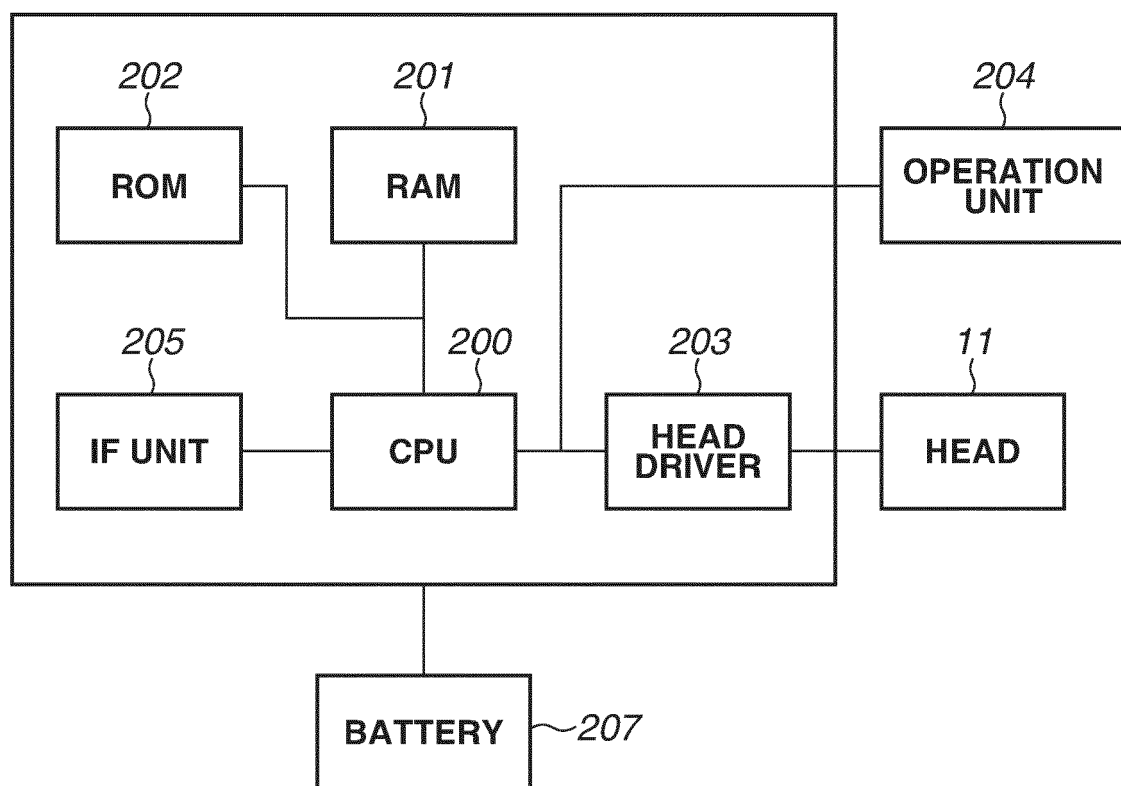 202
201
204
ROM
RAM
OPERATION
UNIT
205
200
203
11
IF UNIT
CPU
HEAD
DRIVER
HEAD
BATTERY
207